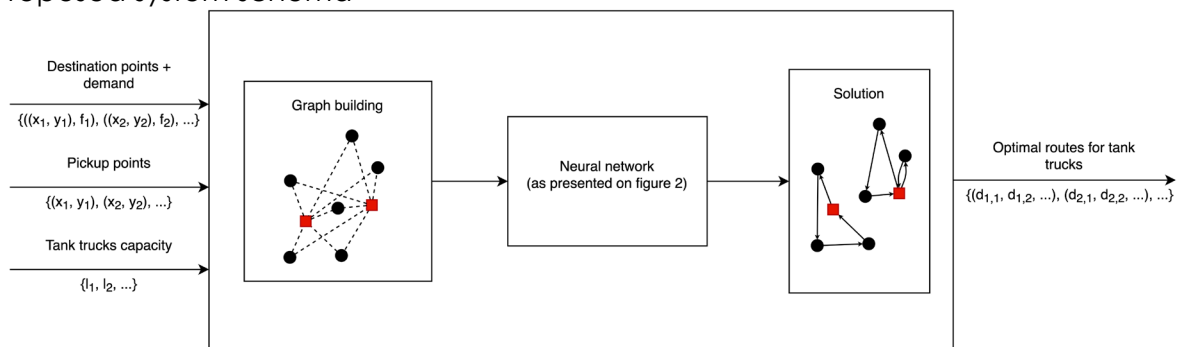 Destination points +
demand
{((x₁, y₁), f₁), ((x₂, y₂), f₂), ...}
Pickup points
{(x₁, y₁), (x₂, y₂), ...}
Tank trucks capacity
{l₁, l₂, ...}
Graph building
Neural network
(as presented on figure 2)
Solution
Optimal routes for tank
trucks
{(d₁,₁, d₁,₂, ...), (d₂,₁, d₂,₂, ...), ...}